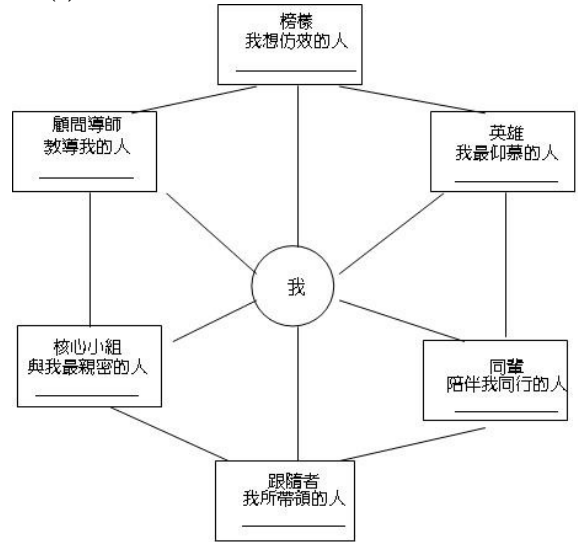 榜樣
我想仿效的人
顧問導師
教導我的人
英雄
我最仰慕的人
我
核心小組
與我最親密的人
同輩
陪伴我同行的人
跟隨者
我所帶領的人